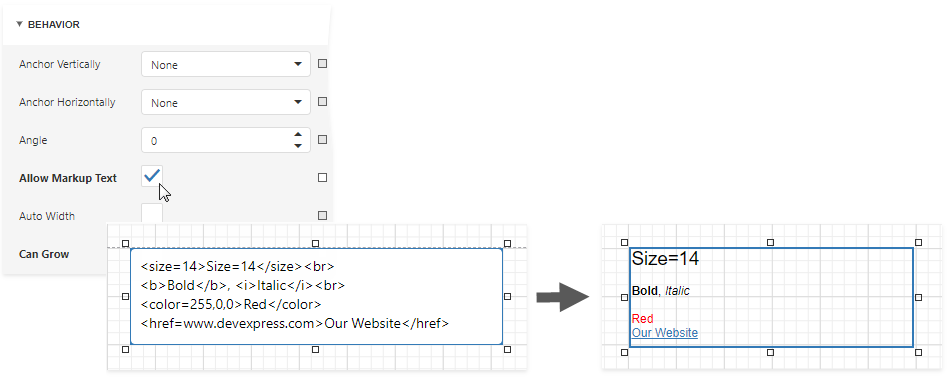 BEHAVIOR
Anchor Vertically None
Anchor Horizontally None
Angle 0
Allow Markup Text
Auto Width
Can Grow
<size=14>Size=14</size><br>
<b>Bold</b>, <i>Italic</i><br>
<color=255,0,0>Red</color>
<href=www.devexpress.com>Our Website</href>
Size=14
Bold, Italic
Red
Our Website